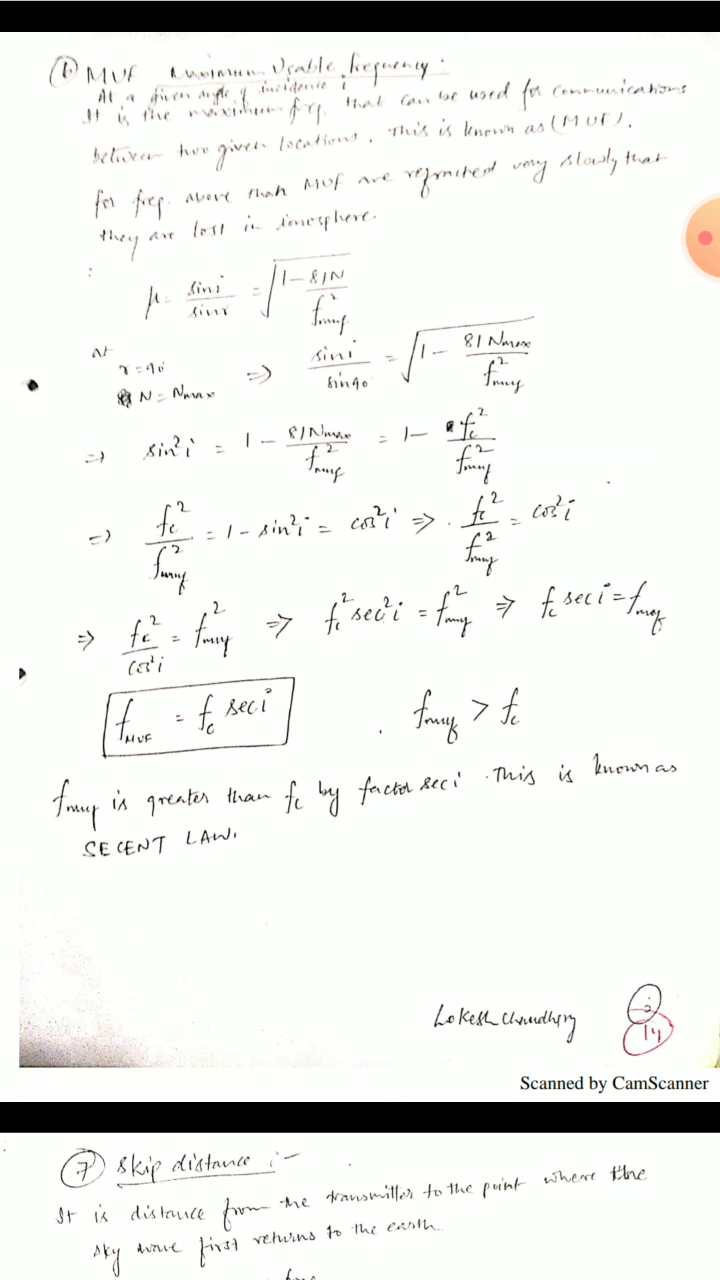 (6) MUF Maximum Usable frequency :
At a given angle of incidence i
It is the maximum freq. that can be used for communications
between two given locations. This is known as (MUF).
for freq. above than MUF are refracted very slowly that
they are lost in ionosphere.
:
μ = sin i / sin r = √(1 - 81N / f²muf)
At r = 90 N = Nmax ⇒ sin i / sin 90 = √(1 - 81 Nmax / f²muf)
⇒ sin² i = 1 - 81 Nmax / f²muf = 1 - fc² / f²muf
⇒ fc² / f²muf = 1 - sin² i = cos² i ⇒ fc² / f²muf = cos² i
⇒ fc² / cos² i = f²muf ⇒ fc² sec² i = f²muf ⇒ fc sec i = fmuf
fMUF = fc sec i fmuf > fc
fmuf is greater than fc by factor sec i . This is known as
SECENT LAW.
Lokesh Choudhry
14
Scanned by CamScanner
(7) Skip distance :-
It is distance from the transmitter to the point where the
sky wave first returns to the earth.